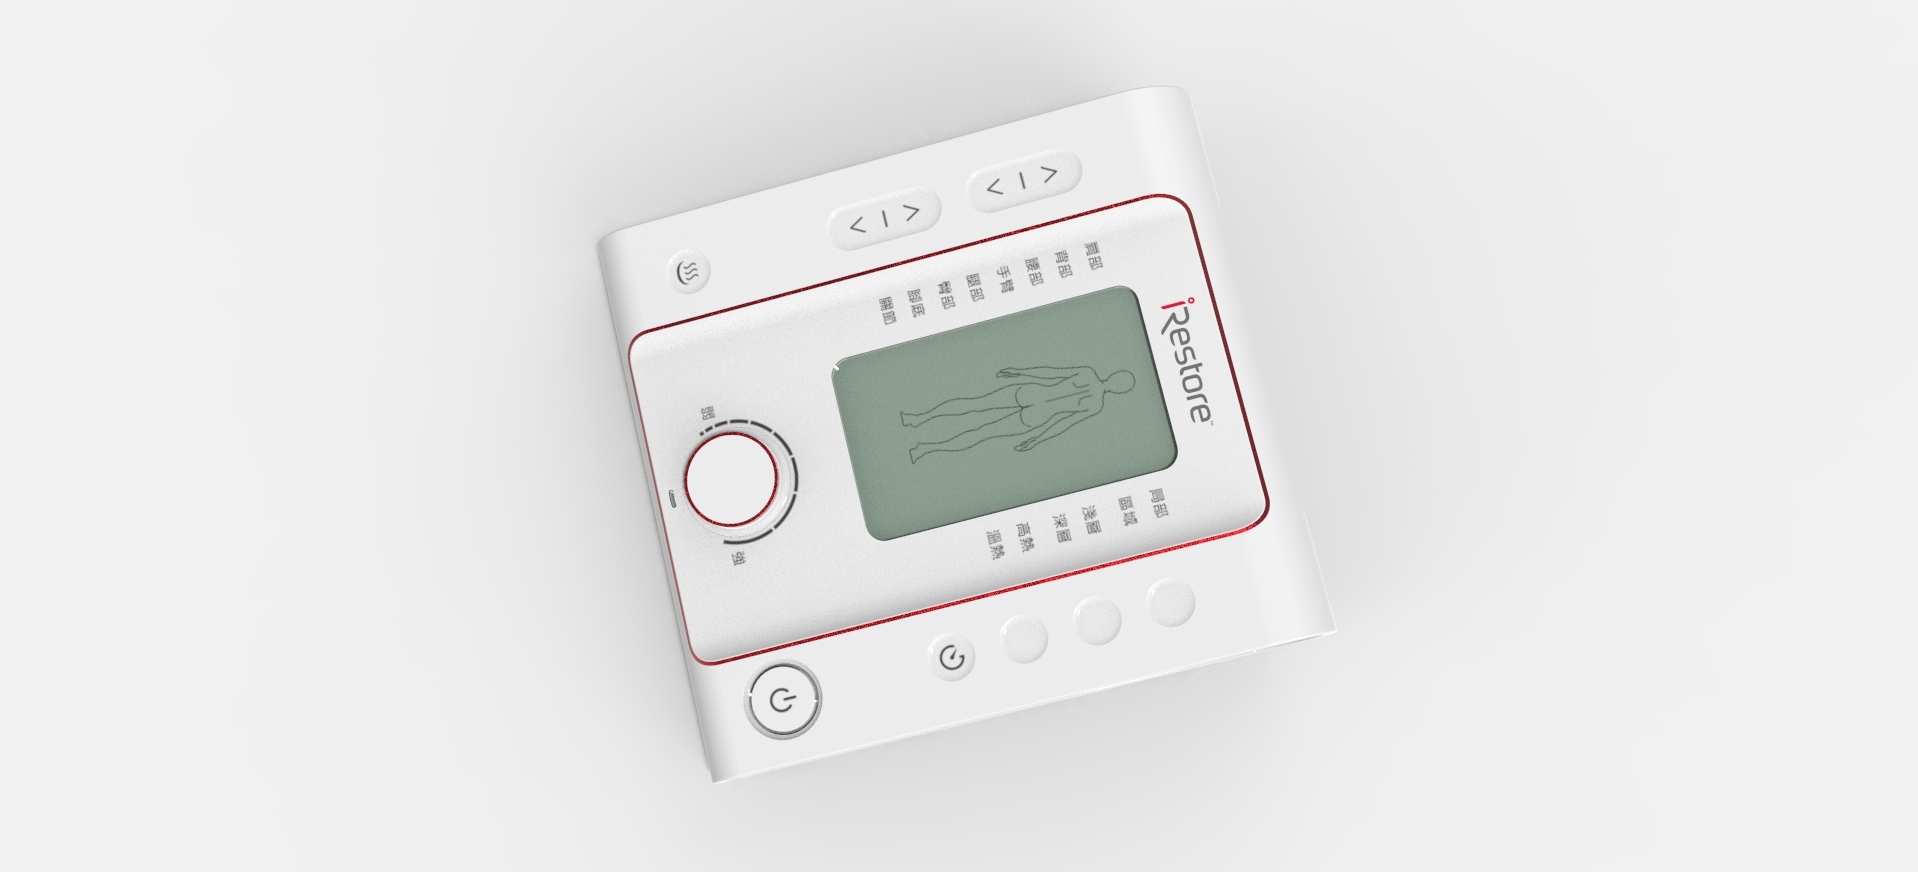 iRestore™
肩部
背部
腰部
手臂
腿部
臀部
腳底
關節
局部
區域
淺層
深層
高熱
溫熱
弱
強